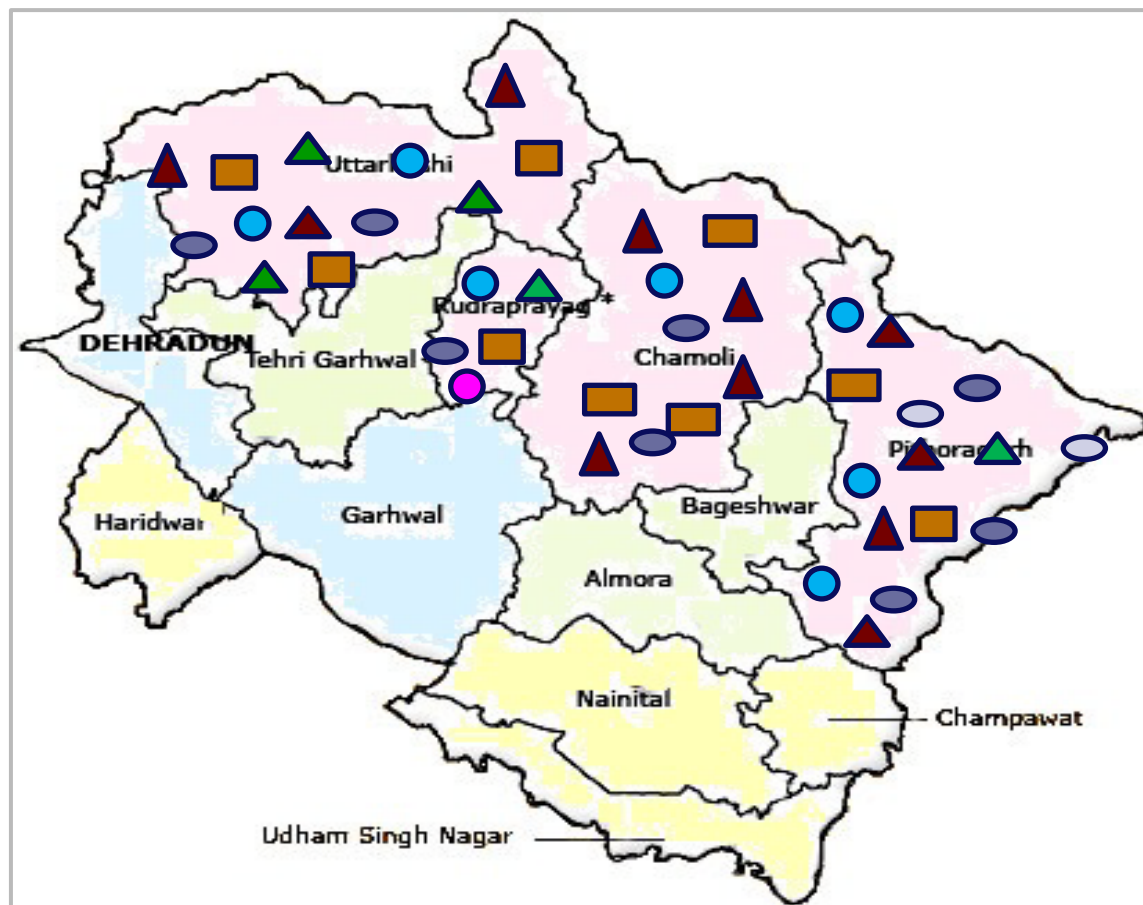 Uttarkashi
Rudraprayag *
DEHRADUN
Tehri Garhwal
Chamoli
Pithoragarh
Haridwar
Garhwal
Bageshwar
Almora
Nainital
Champawat
Udham Singh Nagar